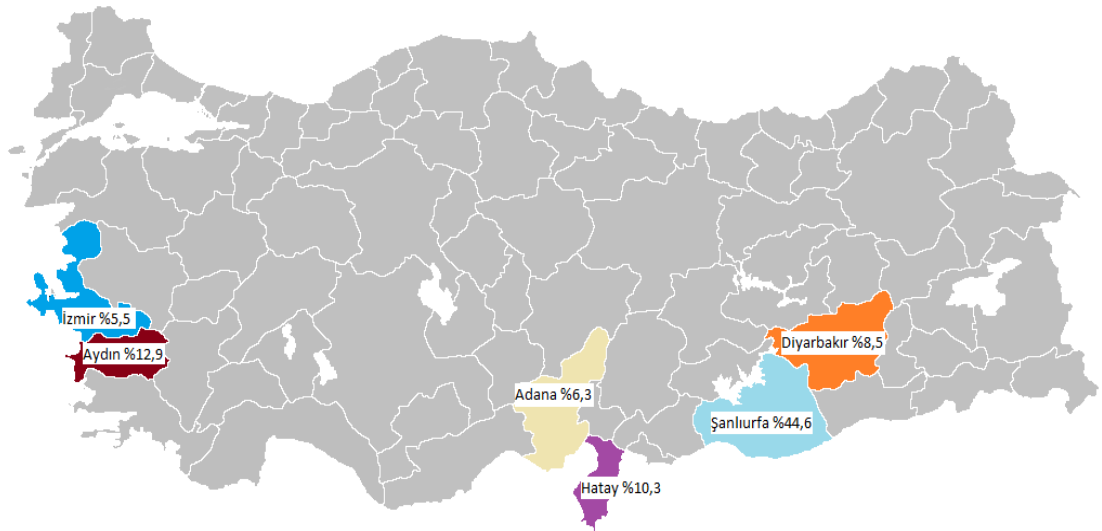 İzmir %5,5
Aydın %12,9
Diyarbakır %8,5
Adana %6,3
Şanlıurfa %44,6
Hatay %10,3